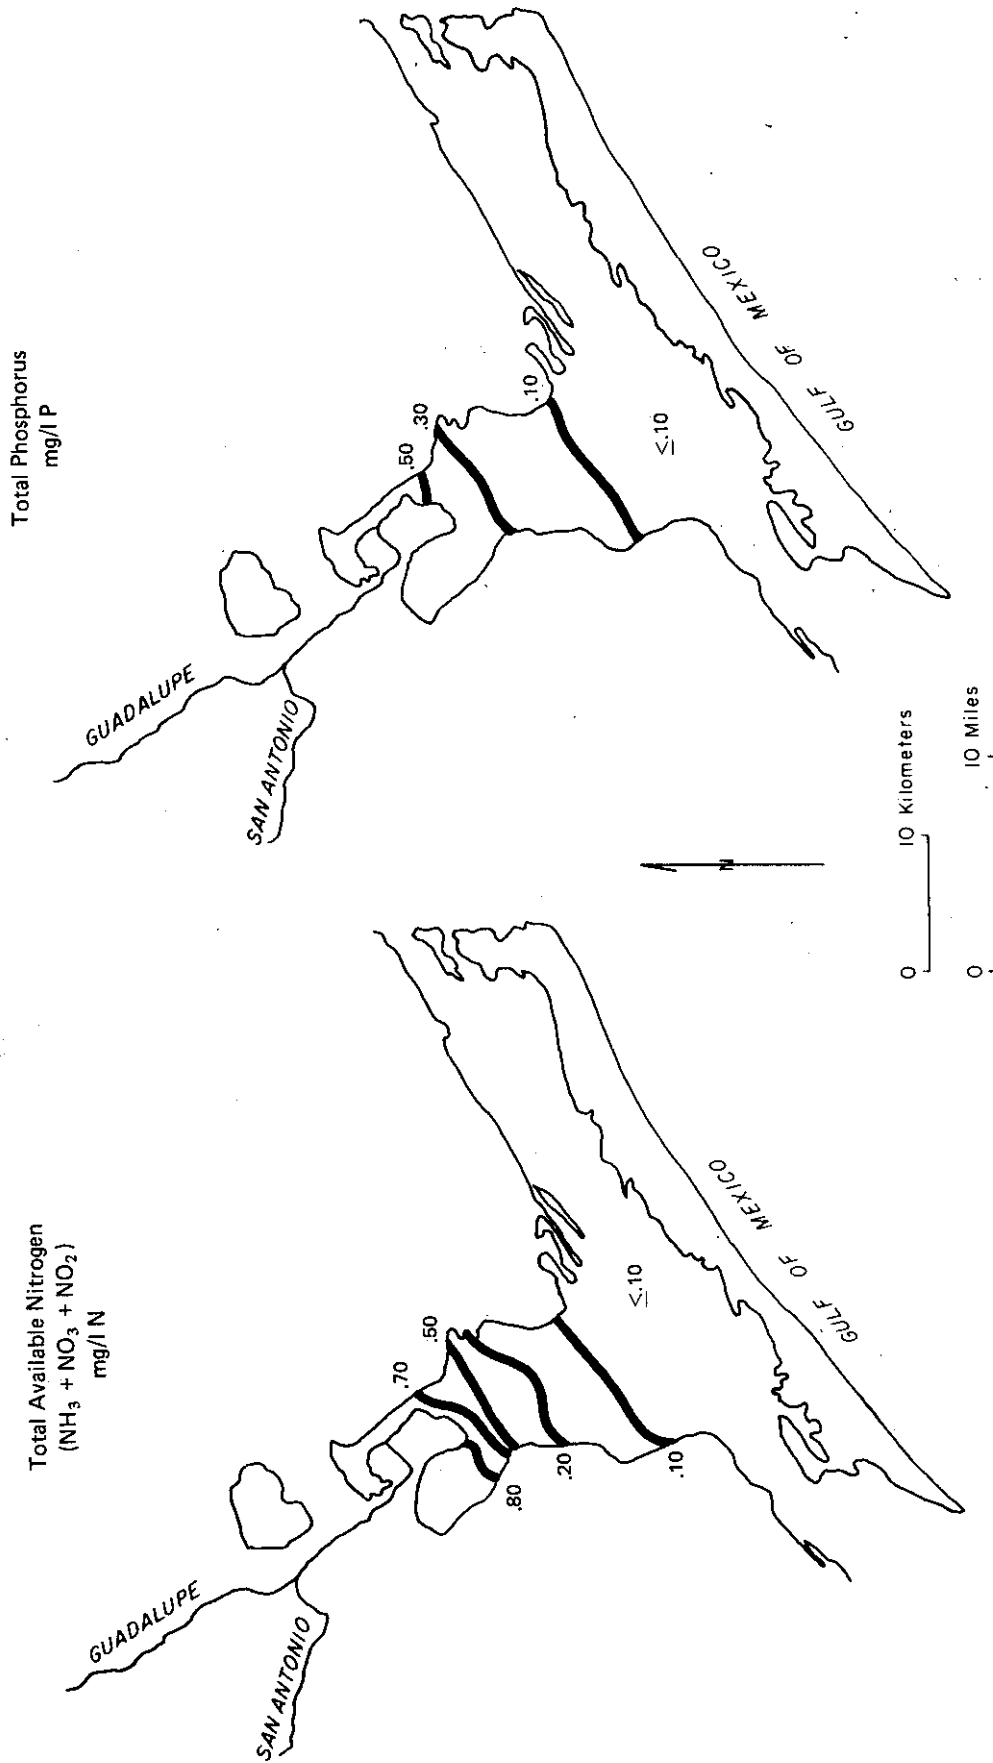 Total Available Nitrogen
(NH₃ + NO₃ + NO₂)
mg/l N
GUADALUPE
SAN ANTONIO
.70
.50
.80
.20
.10
≤.10
GULF OF MEXICO
Total Phosphorus
mg/l P
GUADALUPE
SAN ANTONIO
.50
.30
.10
≤.10
GULF OF MEXICO
N
0 10 Kilometers
0 10 Miles